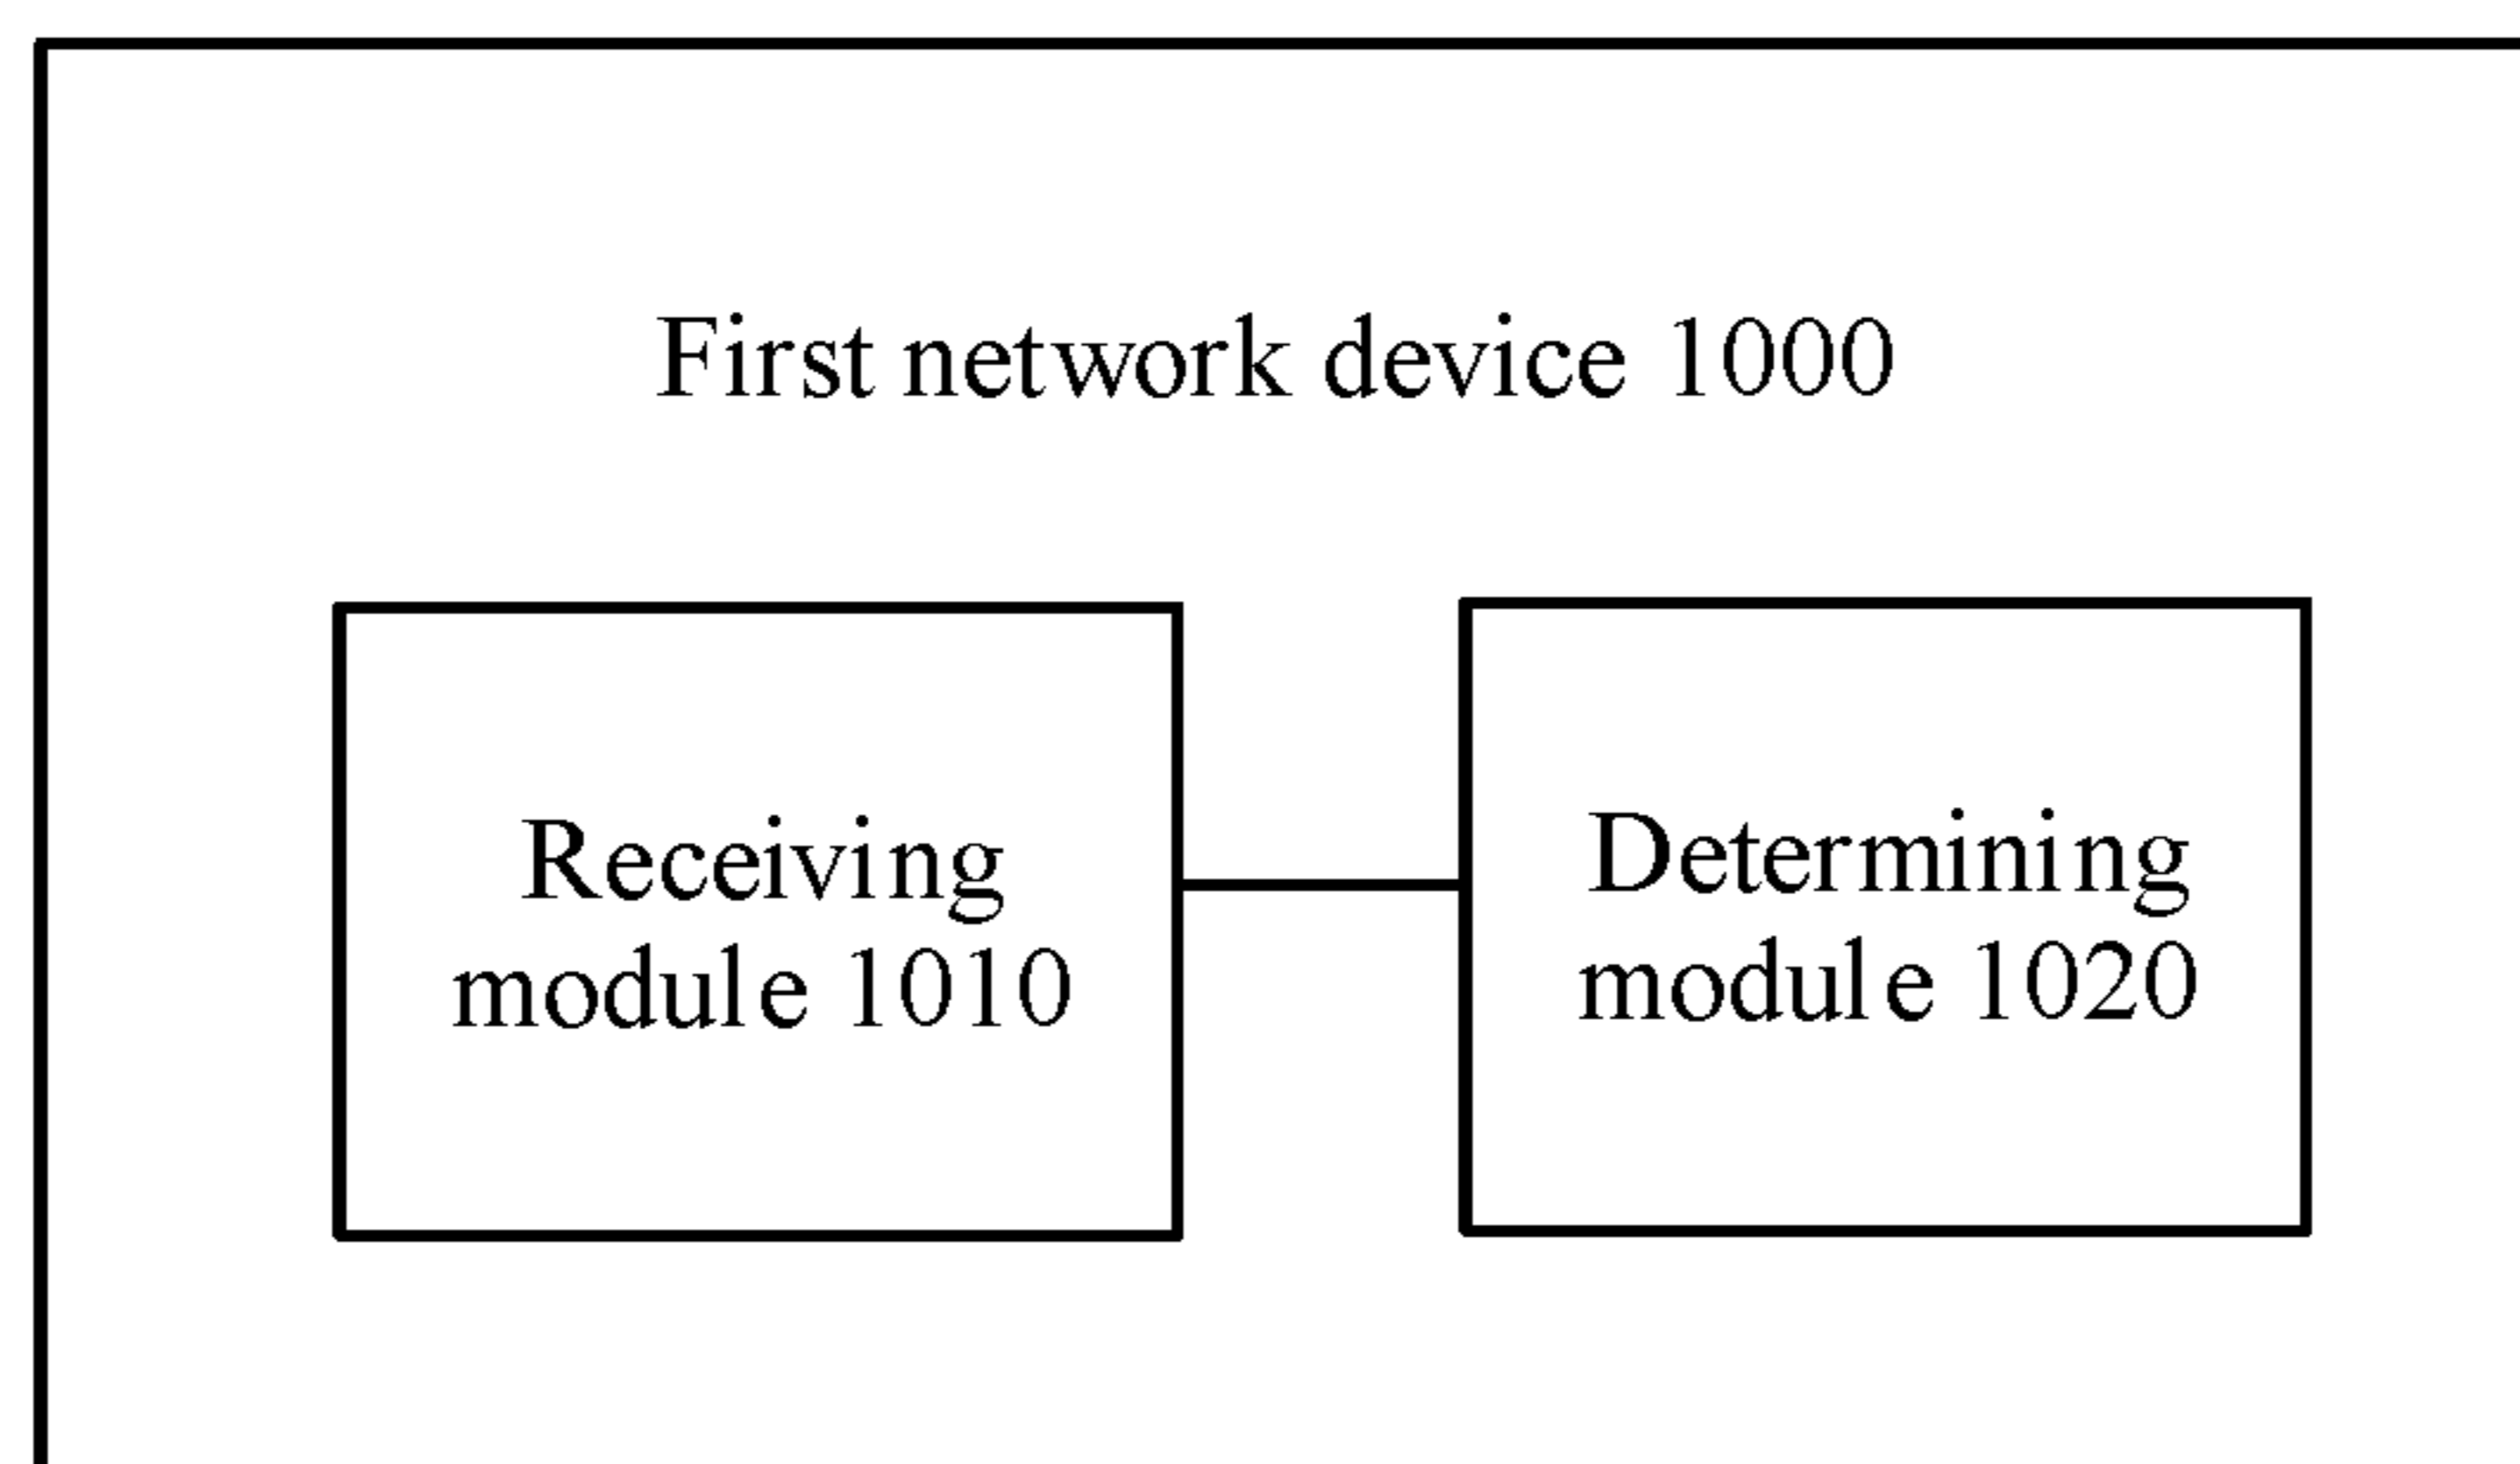 First network device 1000
Receiving
module 1010
Determining
module 1020